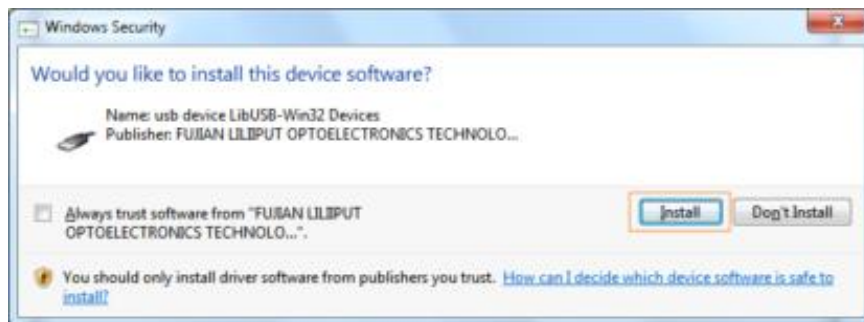 Windows Security
Would you like to install this device software?
Name: usb device LibUSB-Win32 Devices
Publisher: FUJIAN LILIPUT OPTOELECTRONICS TECHNOLO...
Always trust software from "FUJIAN LILIPUT
OPTOELECTRONICS TECHNOLO...".
Install Don't Install
You should only install driver software from publishers you trust. How can I decide which device software is safe to
install?